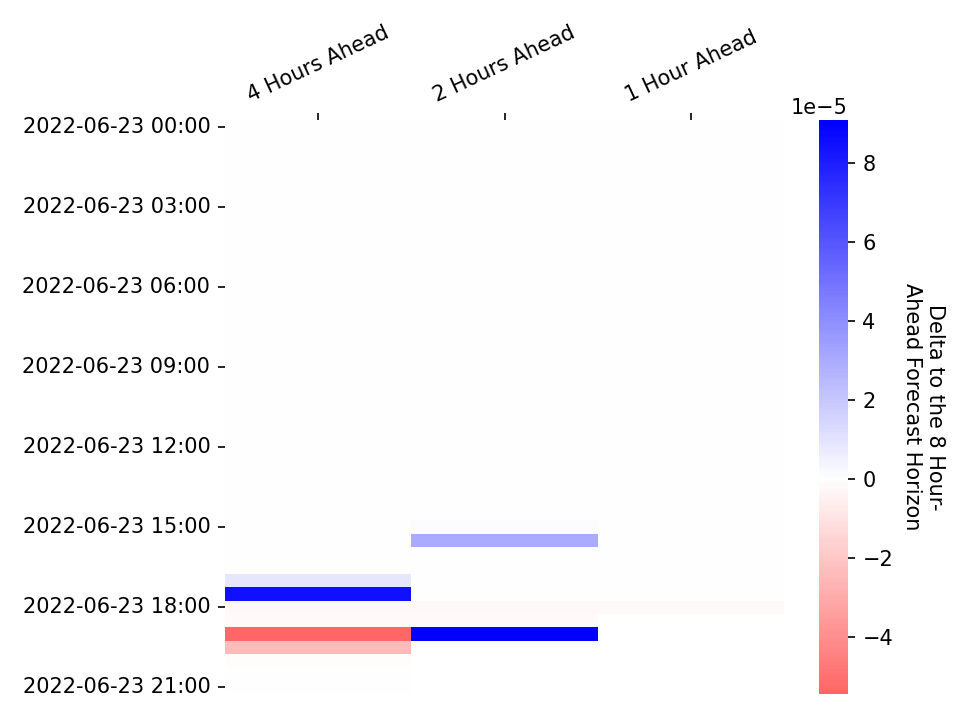 4 Hours Ahead
2 Hours Ahead
1 Hour Ahead
2022-06-23 00:00
2022-06-23 03:00
2022-06-23 06:00
2022-06-23 09:00
2022-06-23 12:00
2022-06-23 15:00
2022-06-23 18:00
2022-06-23 21:00
1e−5
8
6
4
2
0
−2
−4
Delta to the 8 Hour-
Ahead Forecast Horizon